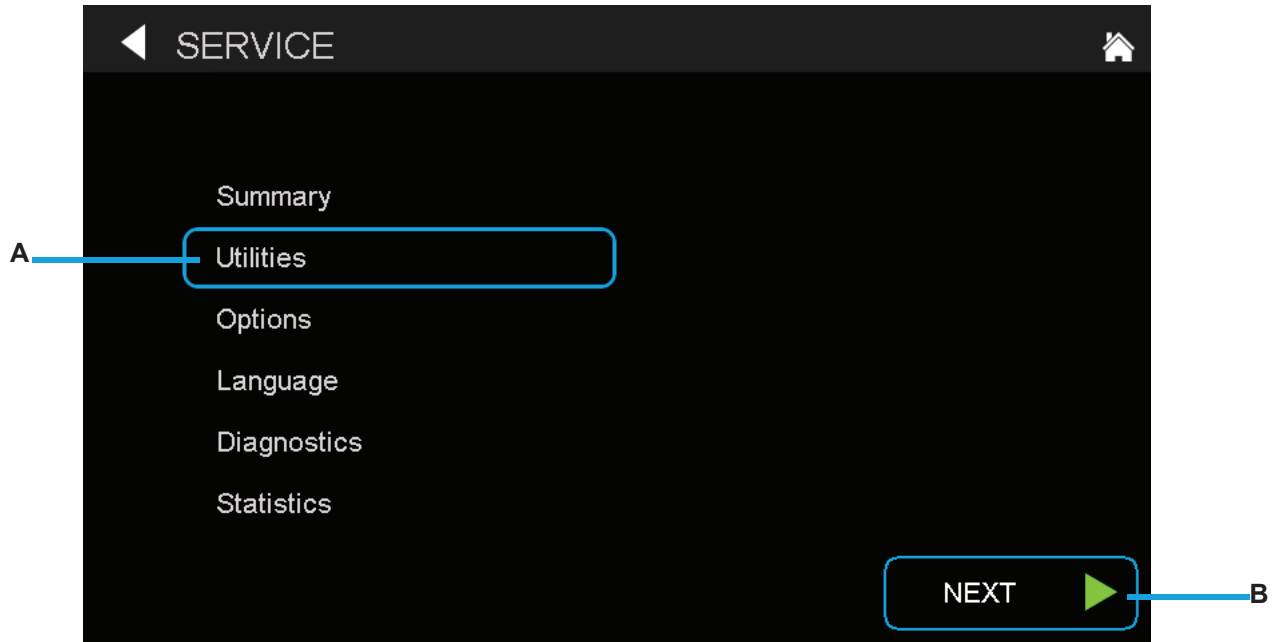 SERVICE
Summary
A
Utilities
Options
Language
Diagnostics
Statistics
NEXT
B